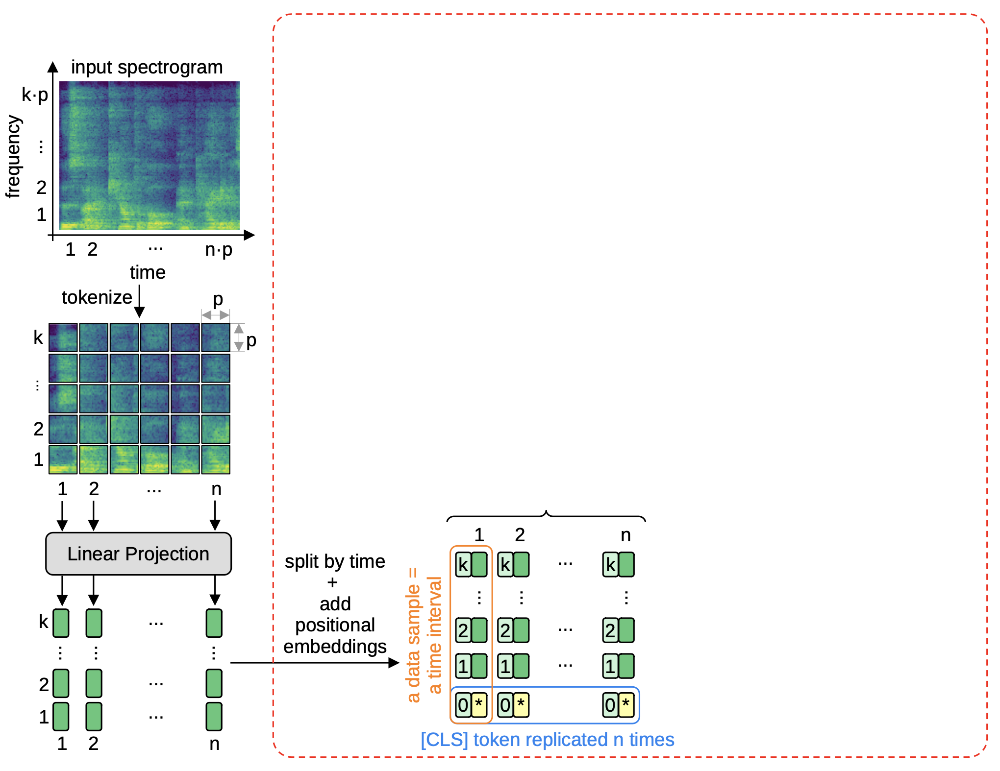 input spectrogram
k·p
⋮
2
1
frequency
1 2 ... n·p
time
tokenize
p
p
k
⋮
2
1
1 2 ... n
Linear Projection
k ...
⋮ ⋮ ⋮
2 ...
1 ...
1 2 n
split by time
+
add
positional
embeddings
a data sample =
a time interval
1 2 n
k k ... k
⋮ ⋮ ⋮
2 2 ... 2
1 1 ... 1
0 * 0 * 0 *
[CLS] token replicated n times